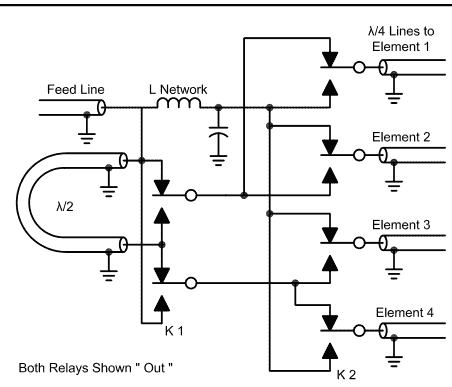 λ/4 Lines to
Element 1
Feed Line
L Network
Element 2
λ/2
Element 3
Element 4
K 1
Both Relays Shown " Out "
K 2